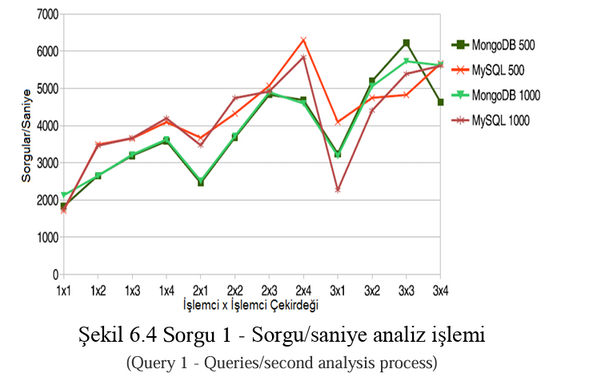 7000
6000
5000
4000
3000
2000
1000
0
Sorgular/Saniye
1x1 1x2 1x3 1x4 2x1 2x2 2x3 2x4 3x1 3x2 3x3 3x4
İşlemci x İşlemci Çekirdeği
MongoDB 500
MySQL 500
MongoDB 1000
MySQL 1000
Şekil 6.4 Sorgu 1 - Sorgu/saniye analiz işlemi
(Query 1 - Queries/second analysis process)